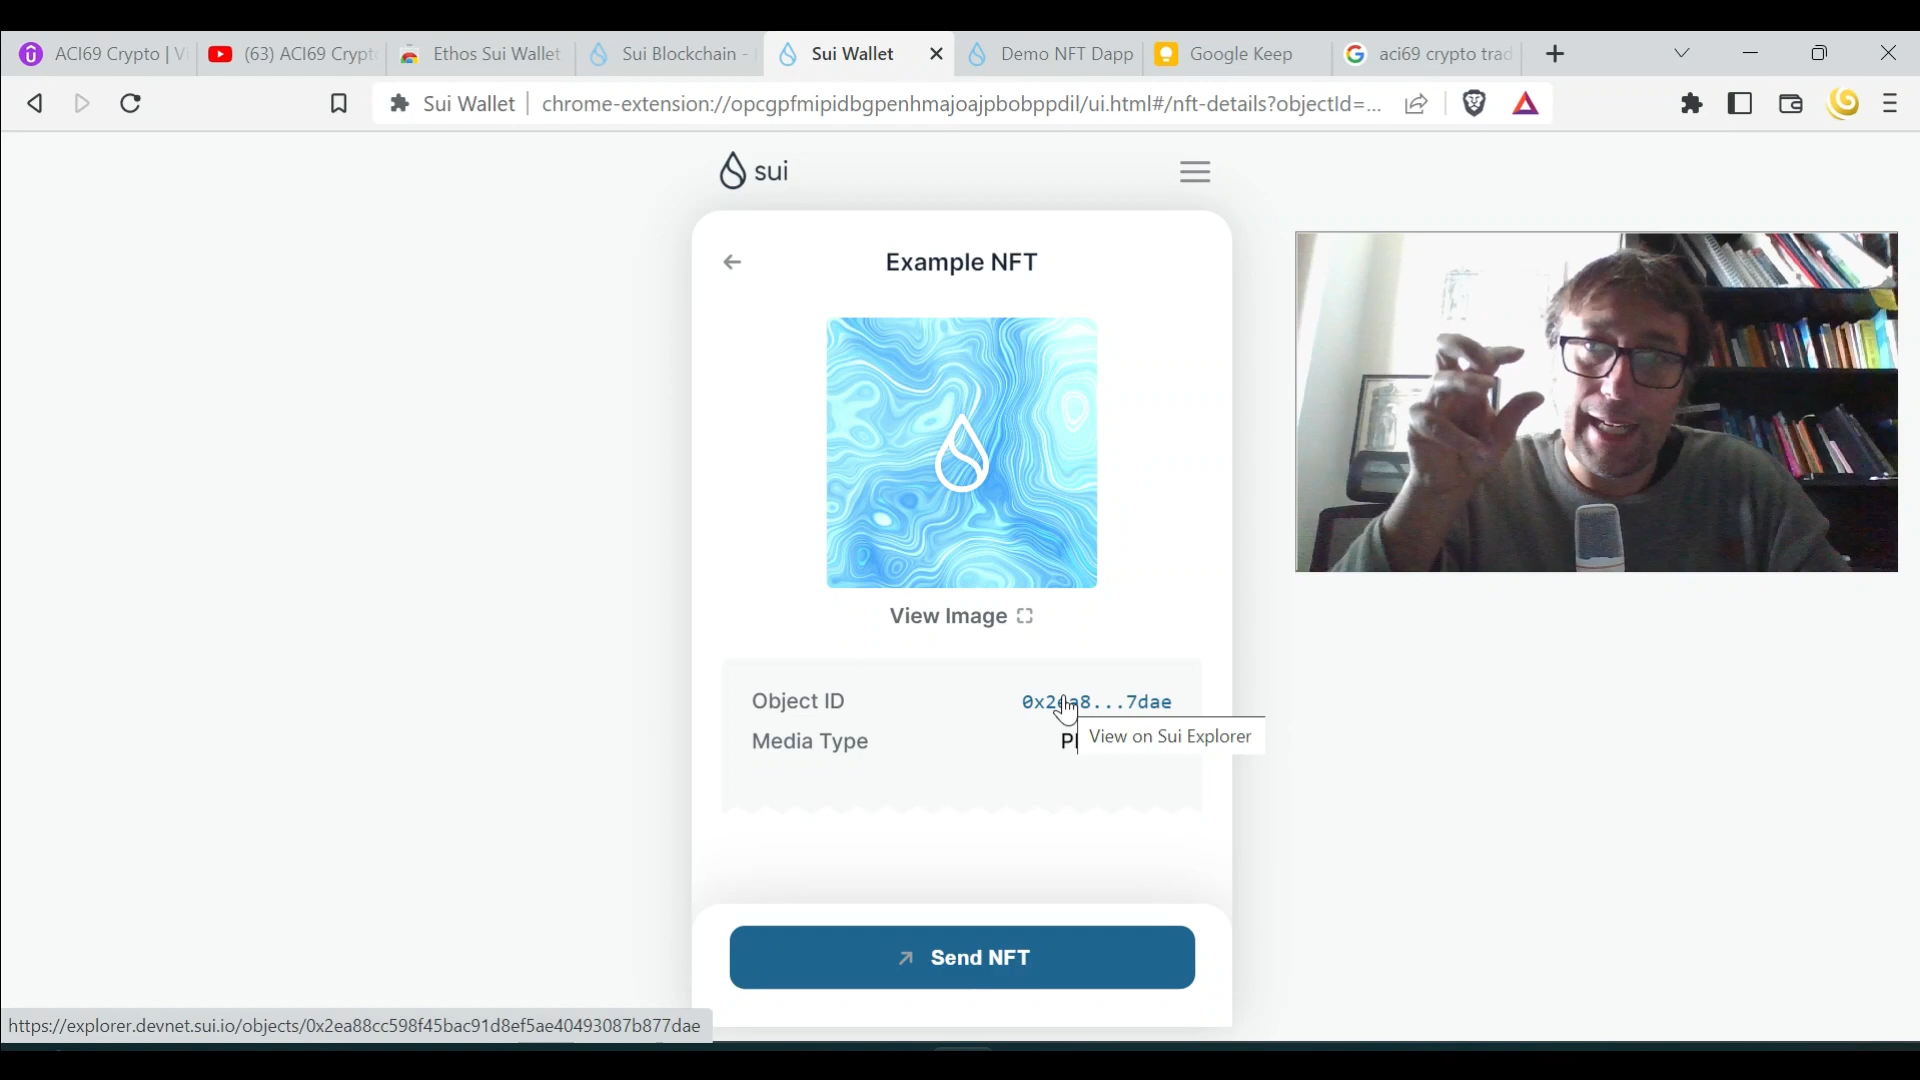 ACI69 Crypto | Vi
(63) ACI69 Crypt
Ethos Sui Wallet
Sui Blockchain -
Sui Wallet
Demo NFT Dapp
Google Keep
aci69 crypto trad
Sui Wallet
chrome-extension://opcgpfmipidbgpenhmajoajpbobppdil/ui.html#/nft-details?objectId=...
sui
Example NFT
View Image
Object ID
0x2ea8...7dae
Media Type
View on Sui Explorer
Send NFT
https://explorer.devnet.sui.io/objects/0x2ea88cc598f45bac91d8ef5ae40493087b877dae